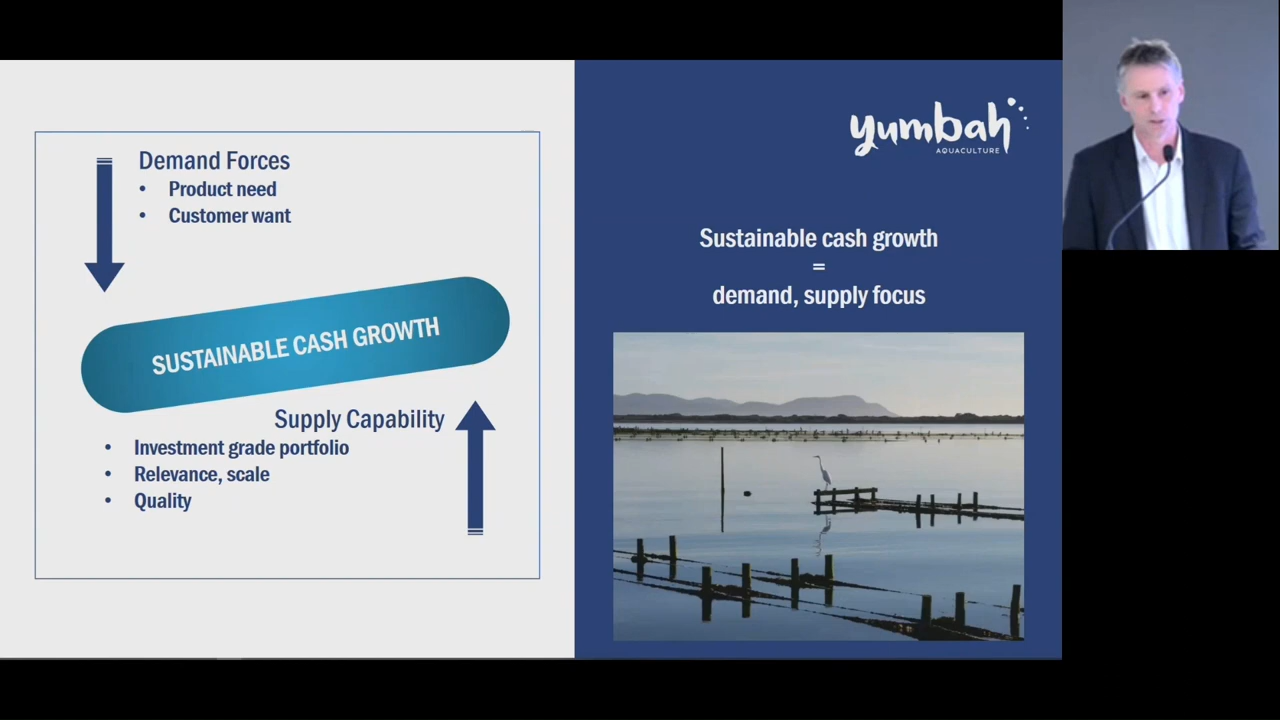 Demand Forces
• Product need
• Customer want
SUSTAINABLE CASH GROWTH
Supply Capability
• Investment grade portfolio
• Relevance, scale
• Quality
yumbah
AQUACULTURE
Sustainable cash growth
=
demand, supply focus